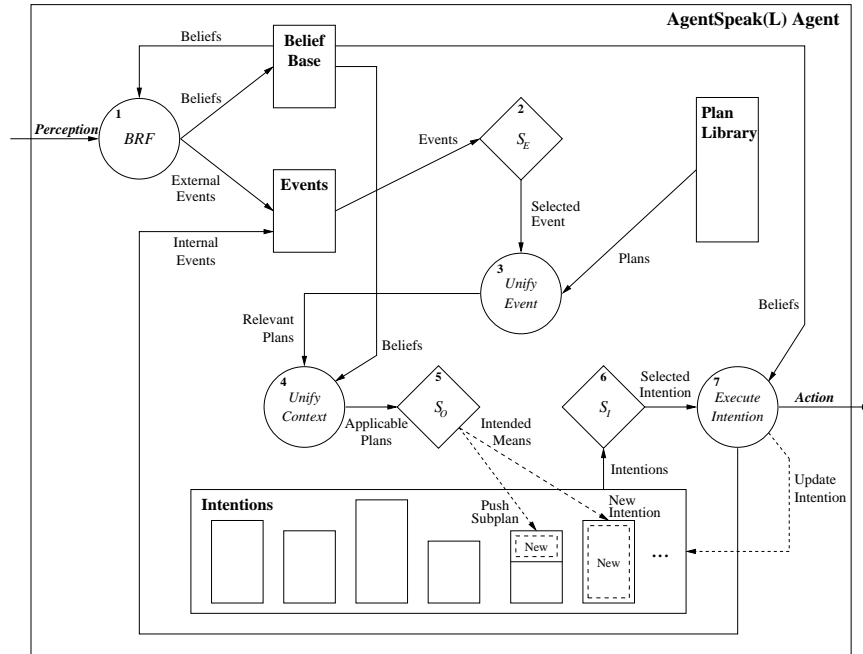 AgentSpeak(L) Agent
Beliefs
Belief
Base
Plan
Library
1
BRF
Perception
Beliefs
2
S_E
Events
External
Events
Events
Selected
Event
Internal
Events
Plans
3
Unify
Event
Relevant
Plans
Beliefs
Beliefs
4
Unify
Context
Applicable
Plans
5
S_O
Intended
Means
6
S_I
Selected
Intention
7
Execute
Intention
Action
Intentions
Update
Intention
Intentions
Push
Subplan
New
Intention
New
New
...